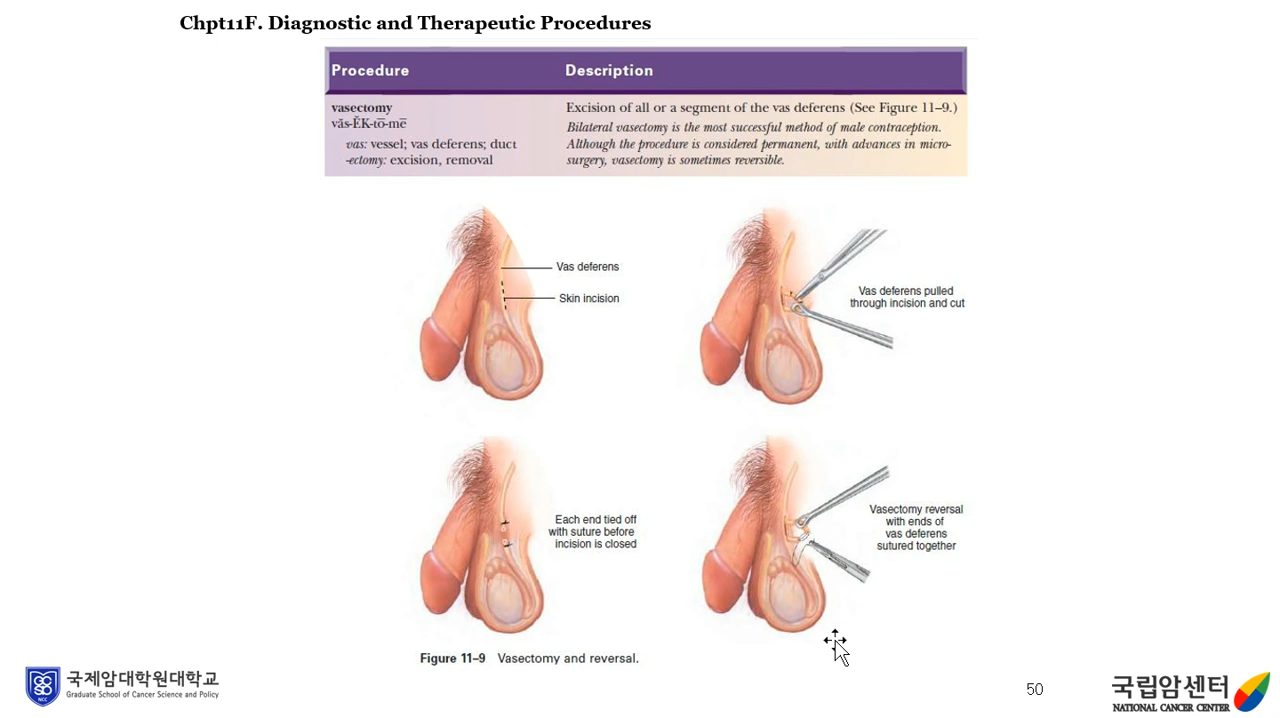 Chpt11F. Diagnostic and Therapeutic Procedures
Procedure Description
vasectomy
văs-ĔK-tō-mē
vas: vessel; vas deferens; duct
-ectomy: excision, removal
Excision of all or a segment of the vas deferens (See Figure 11–9.)
Bilateral vasectomy is the most successful method of male contraception.
Although the procedure is considered permanent, with advances in micro-
surgery, vasectomy is sometimes reversible.
Vas deferens
Skin incision
Vas deferens pulled
through incision and cut
Each end tied off
with suture before
incision is closed
Vasectomy reversal
with ends of
vas deferens
sutured together
Figure 11–9 Vasectomy and reversal.
NCC
국제암대학원대학교
Graduate School of Cancer Science and Policy
50
국립암센터
NATIONAL CANCER CENTER